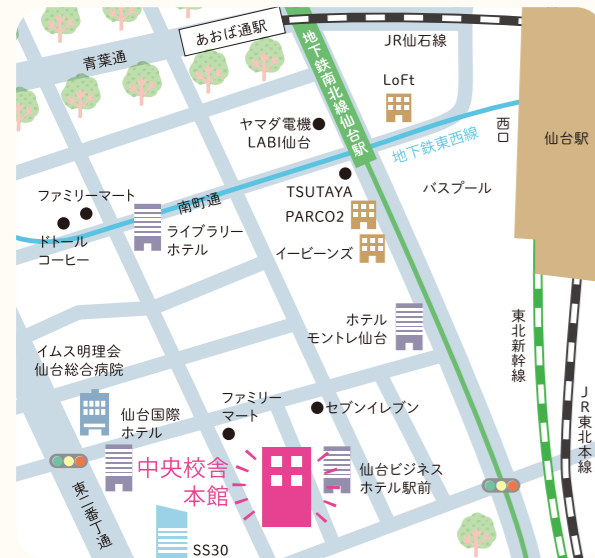 あおば通駅
JR仙石線
青葉通
地下鉄南北線仙台駅
LoFt
ヤマダ電機
LABI仙台
西口
仙台駅
地下鉄東西線
TSUTAYA
バスプール
ファミリーマート
南町通
PARCO2
ドトール
コーヒー
ライブラリー
ホテル
イービーンズ
ホテル
モントレ仙台
東北新幹線
イムス明理会
仙台総合病院
JR東北本線
ファミリー
マート
セブンイレブン
仙台国際
ホテル
中央校舎
本館
仙台ビジネス
ホテル駅前
東二番丁通
SS30